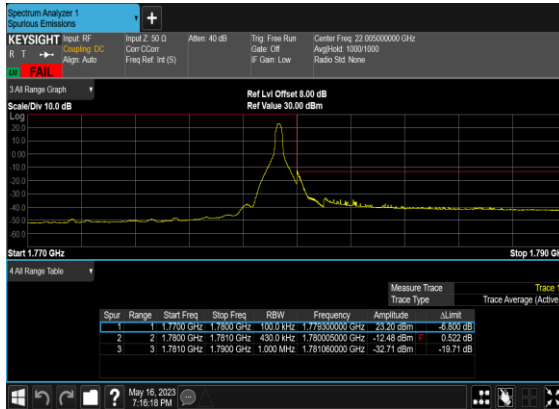 Spectrum Analyzer 1
Spurious Emissions
+
KEYSIGHT Input: RF Input Z: 50 Ω Atten: 40 dB Trig: Free Run Center Freq: 22.005000000 GHz
R T Coupling: DC Corr CCorr Gate: Off Avg|Hold: 1000/1000
Align: Auto Freq Ref: Int (S) IF Gain: Low Radio Std: None
LV FAIL
3 All Range Graph Ref Lvl Offset 8.00 dB
Scale/Div 10.0 dB Ref Value 30.00 dBm
Log
20.0
10.0
0.00
-10.0
-20.0
-30.0
-40.0
-50.0
-60.0
Start 1.770 GHz Stop 1.790 GH
4 All Range Table
Measure Trace Trace 1
Trace Type Trace Average (Active
Spur Range Start Freq Stop Freq RBW Frequency Amplitude ΔLimit
1 1 1.7700 GHz 1.7800 GHz 100.0 kHz 1.779300000 GHz 23.20 dBm -6.800 dB
2 2 1.7800 GHz 1.7810 GHz 430.0 kHz 1.780005000 GHz -12.48 dBm F 0.522 dB
3 3 1.7810 GHz 1.7900 GHz 1.000 MHz 1.781060000 GHz -32.71 dBm -19.71 dB
? May 16, 2023
7:16:18 PM